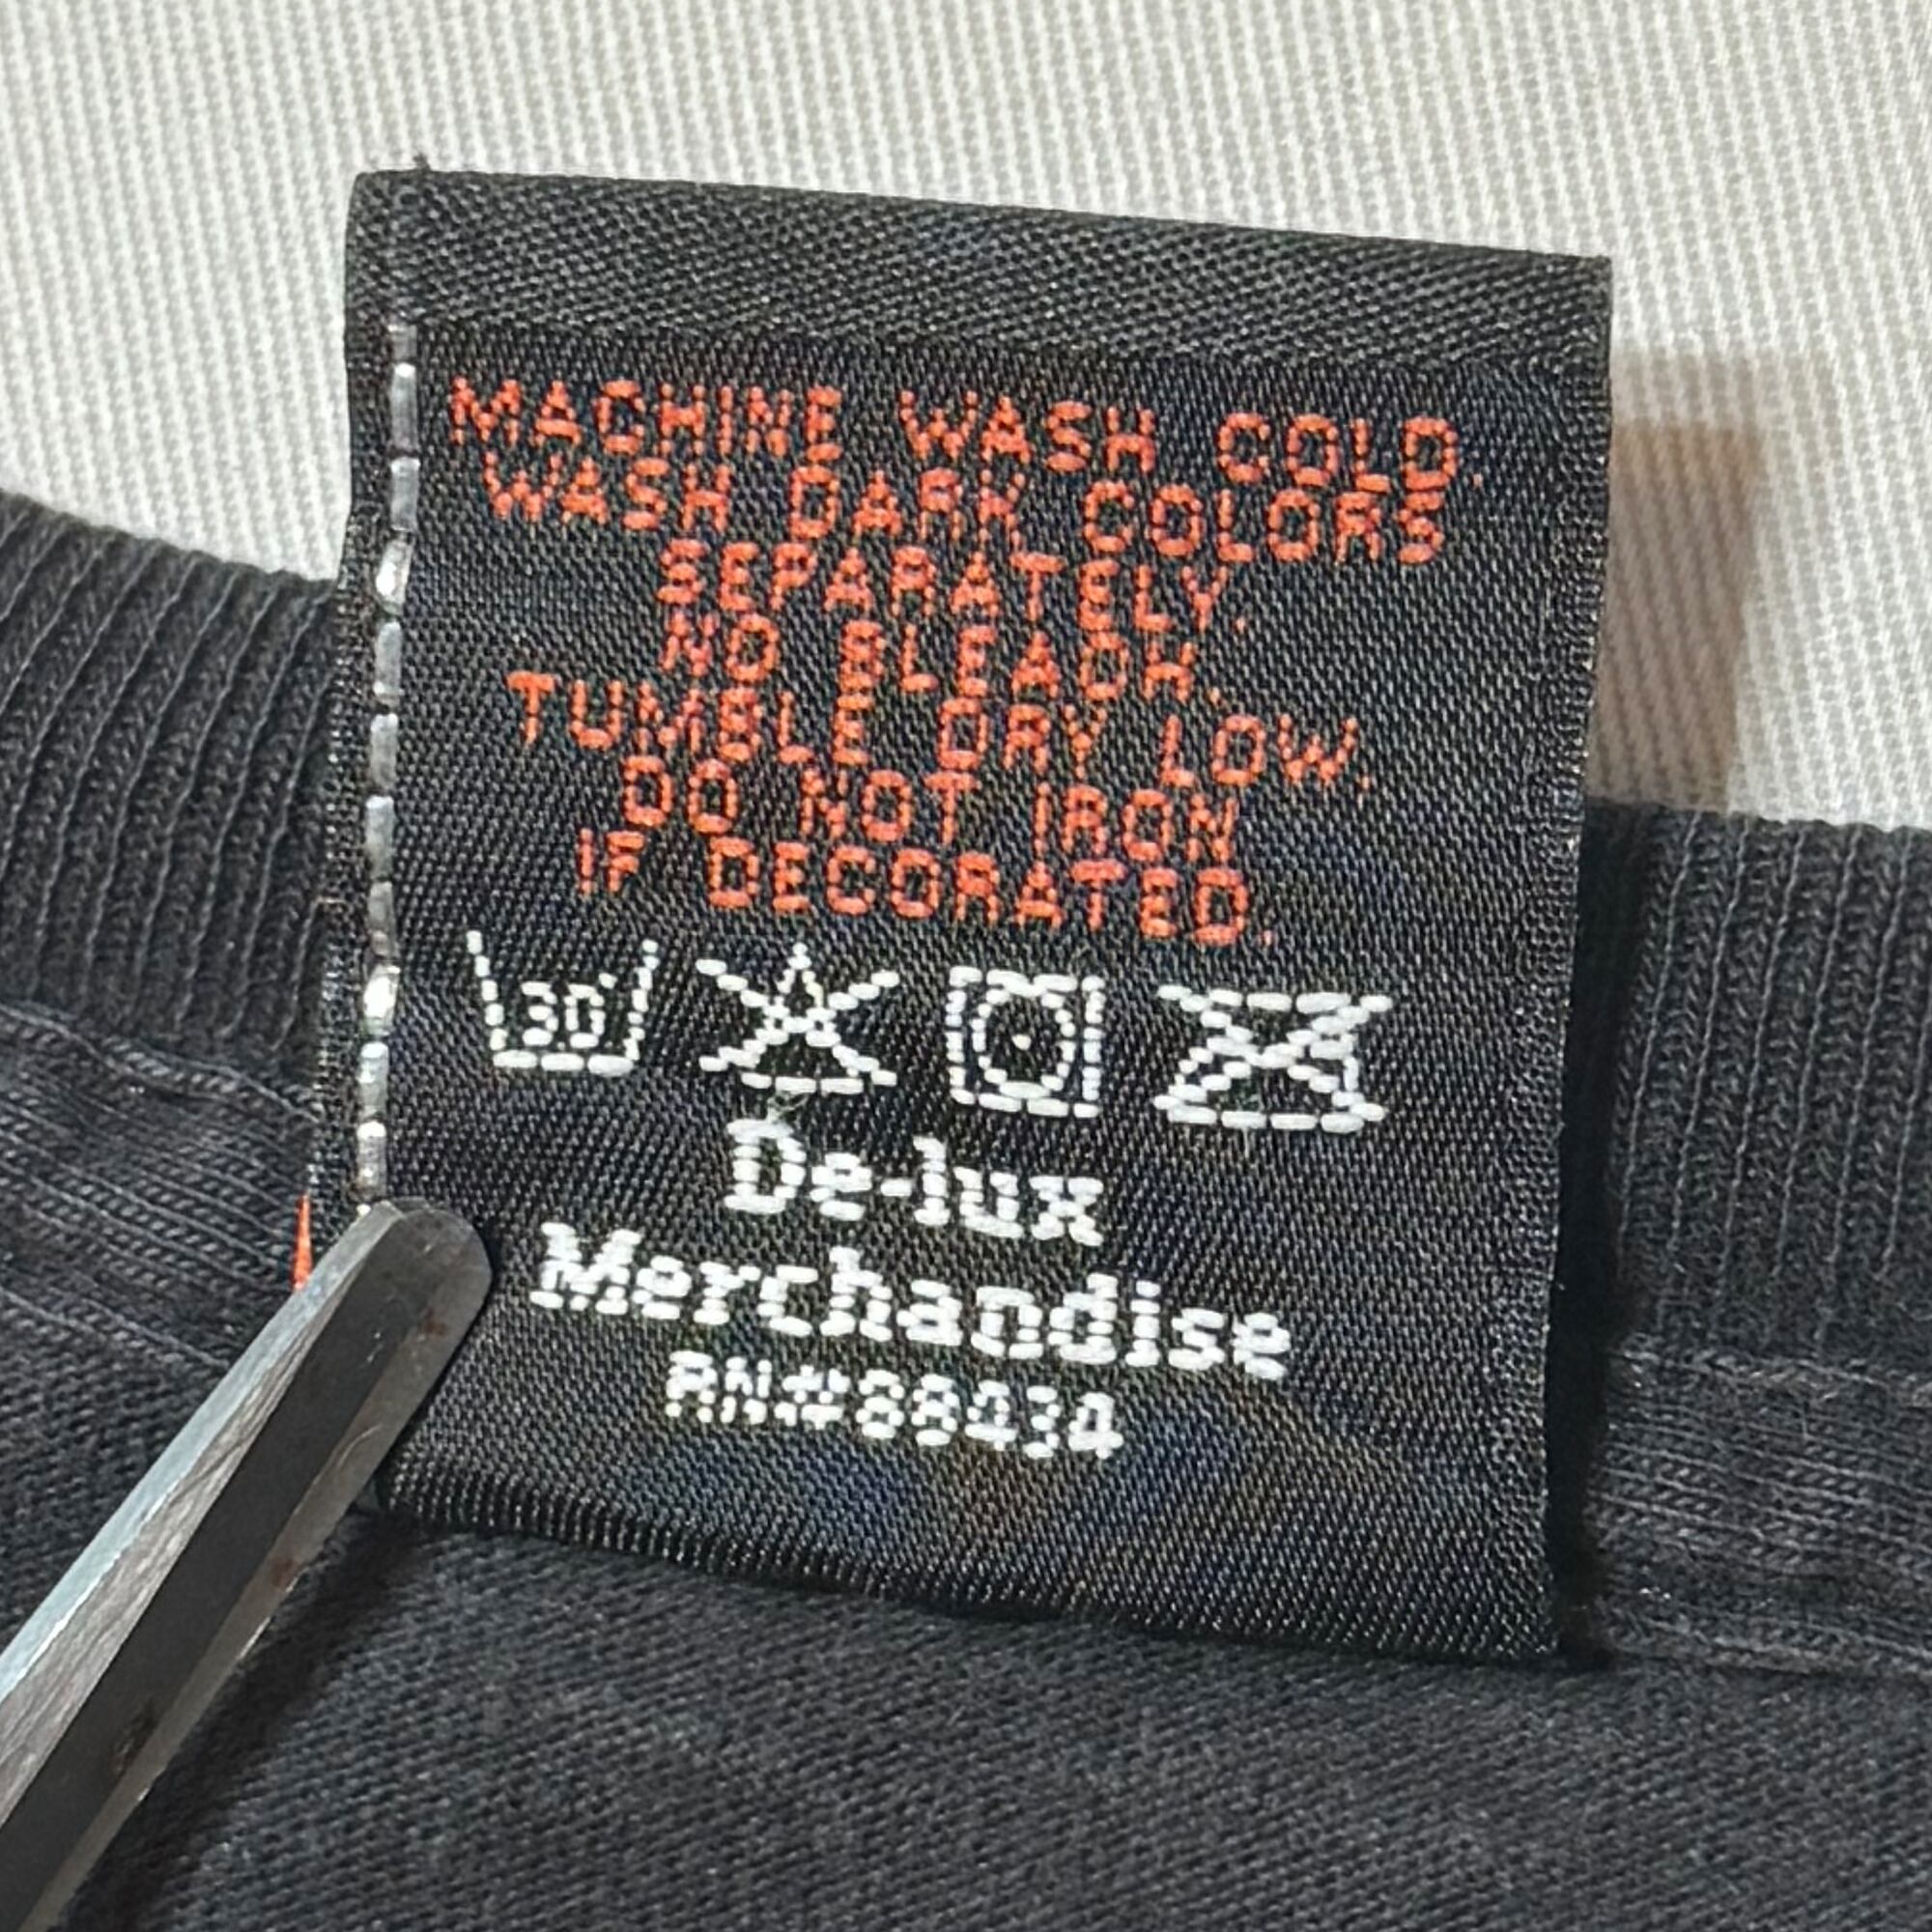 MACHINE WASH COLD.
WASH DARK COLORS
SEPARATELY.
NO BLEACH.
TUMBLE DRY LOW.
DO NOT IRON
IF DECORATED.
30°
De-lux
Merchandise
RN#88434